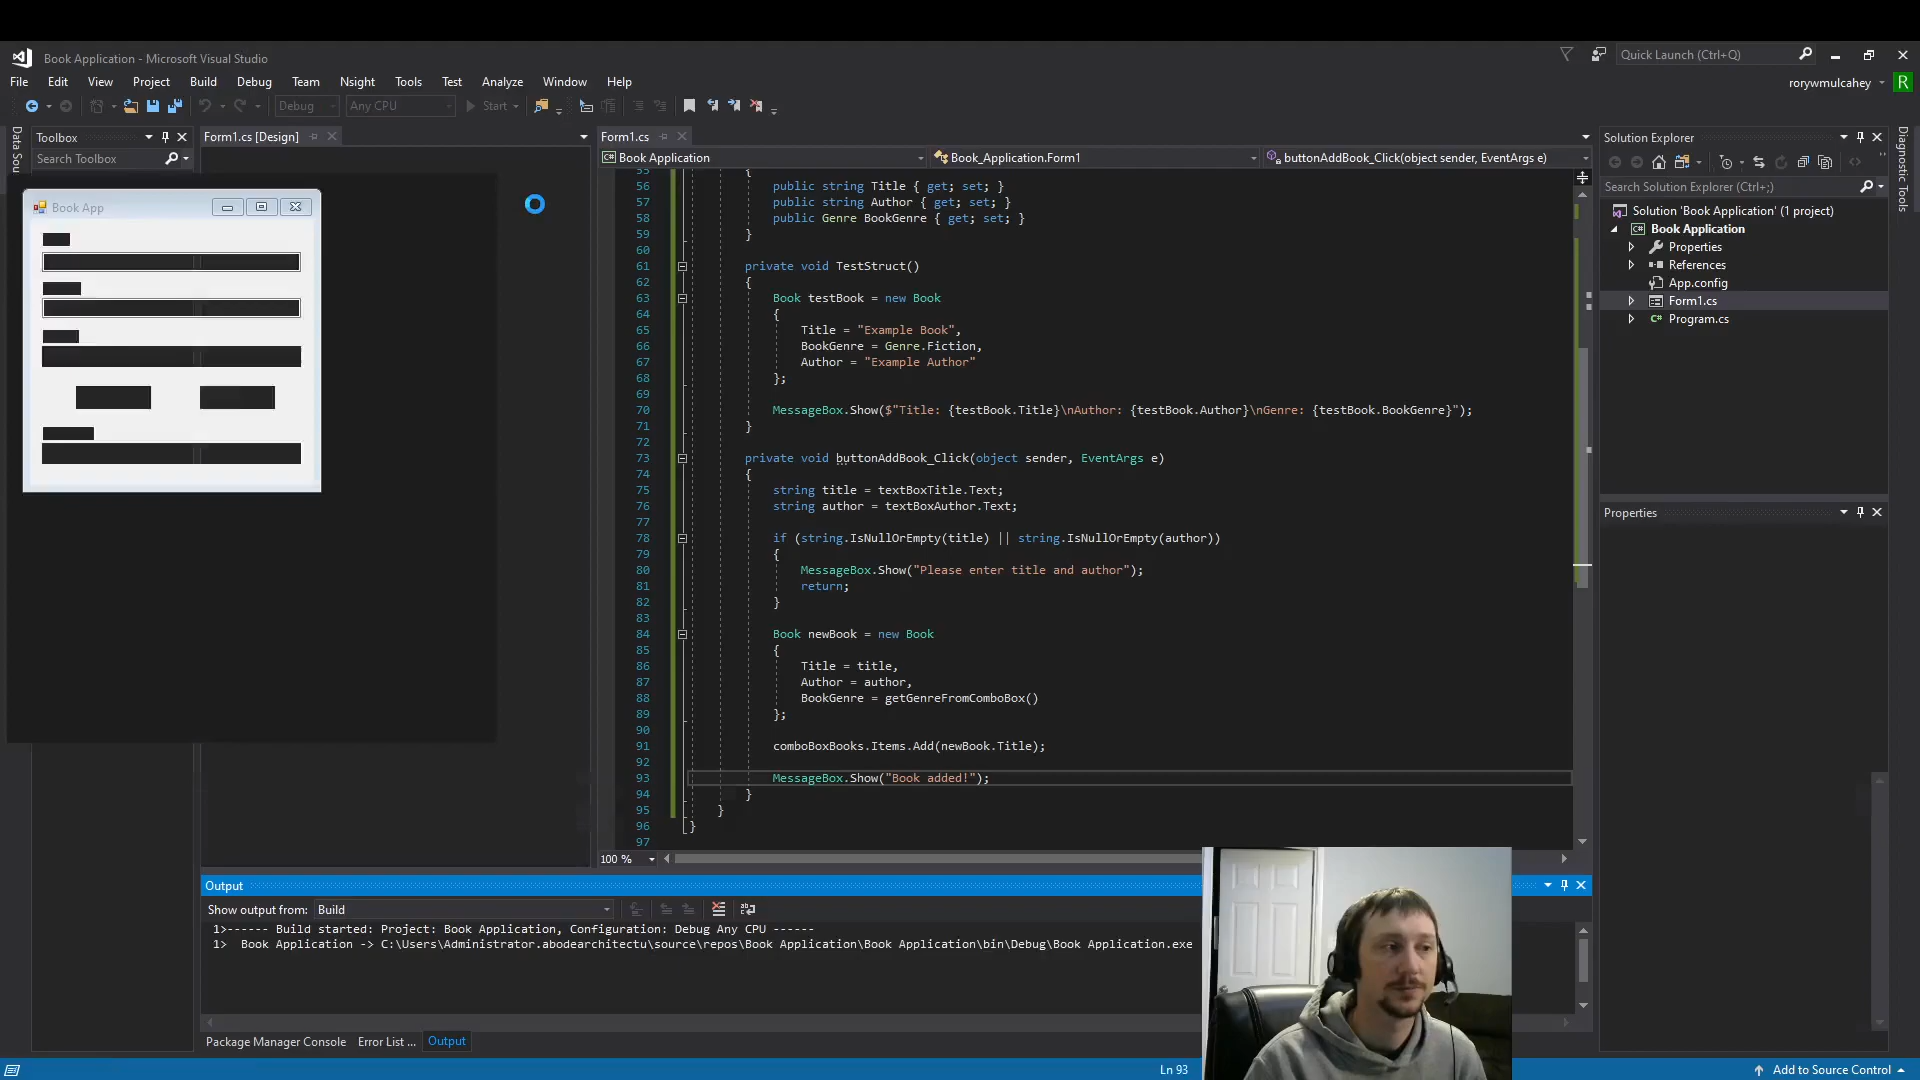 Book Application - Microsoft Visual Studio
Quick Launch (Ctrl+Q)
File Edit View Project Build Debug Team Nsight Tools Test Analyze Window Help
rorywmulcahey R
Debug Any CPU Start
Data Sou
Toolbox
Search Toolbox
Form1.cs [Design]
Book App
Form1.cs
Book Application Book_Application.Form1 buttonAddBook_Click(object sender, EventArgs e)
55 {
56 public string Title { get; set; }
57 public string Author { get; set; }
58 public Genre BookGenre { get; set; }
59 }
60
61 private void TestStruct()
62 {
63 Book testBook = new Book
64 {
65 Title = "Example Book",
66 BookGenre = Genre.Fiction,
67 Author = "Example Author"
68 };
69
70 MessageBox.Show($"Title: {testBook.Title}\nAuthor: {testBook.Author}\nGenre: {testBook.BookGenre}");
71 }
72
73 private void buttonAddBook_Click(object sender, EventArgs e)
74 {
75 string title = textBoxTitle.Text;
76 string author = textBoxAuthor.Text;
77
78 if (string.IsNullOrEmpty(title) || string.IsNullOrEmpty(author))
79 {
80 MessageBox.Show("Please enter title and author");
81 return;
82 }
83
84 Book newBook = new Book
85 {
86 Title = title,
87 Author = author,
88 BookGenre = getGenreFromComboBox()
89 };
90
91 comboBoxBooks.Items.Add(newBook.Title);
92
93 MessageBox.Show("Book added!");
94 }
95 }
96 }
97
100 %
Solution Explorer
Search Solution Explorer (Ctrl+;)
Solution 'Book Application' (1 project)
Book Application
Properties
References
App.config
Form1.cs
Program.cs
Diagnostic Tools
Properties
Output
Show output from: Build
1>------ Build started: Project: Book Application, Configuration: Debug Any CPU ------
1> Book Application -> C:\Users\Administrator.abodearchitectu\source\repos\Book Application\Book Application\bin\Debug\Book Application.exe
Package Manager Console Error List ... Output
Ln 93
Add to Source Control